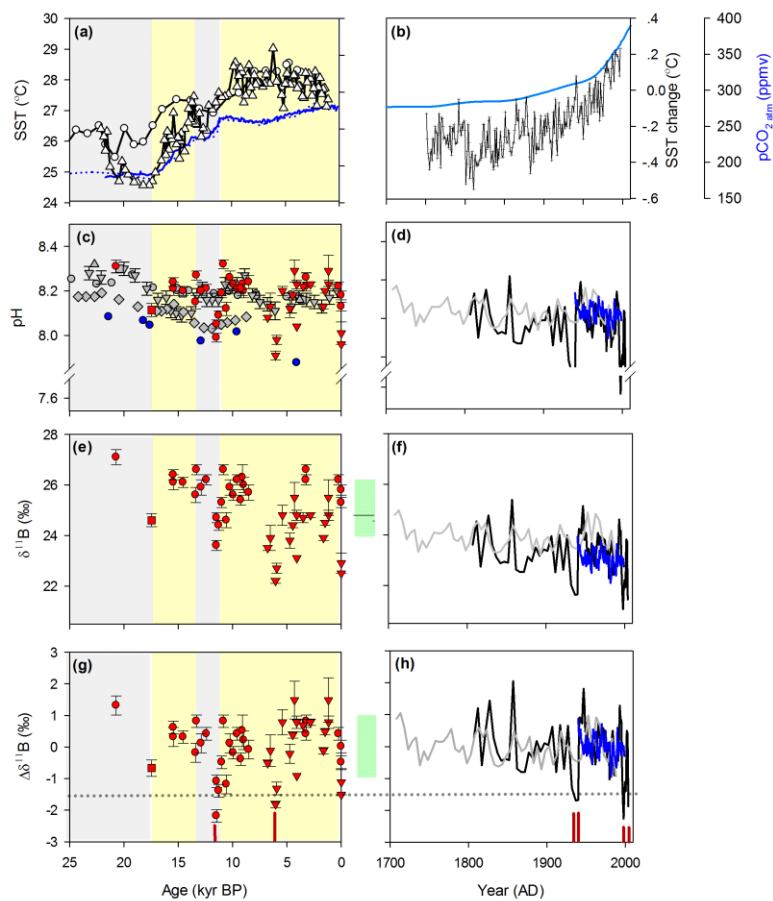 (a)
30
29
28
27
26
25
24
SST (°C)
(b)
.4
.2
0.0
-.2
-.4
-.6
SST change (°C)
400
350
300
250
200
150
pCO2 atm (ppmv)
(c)
8.4
8.2
8.0
7.6
pH
(d)
(e)
28
26
24
22
δ11B (‰)
(f)
(g)
3
2
1
0
-1
-2
-3
Δδ11B (‰)
(h)
25 20 15 10 5 0
1700 1800 1900 2000
Age (kyr BP)
Year (AD)